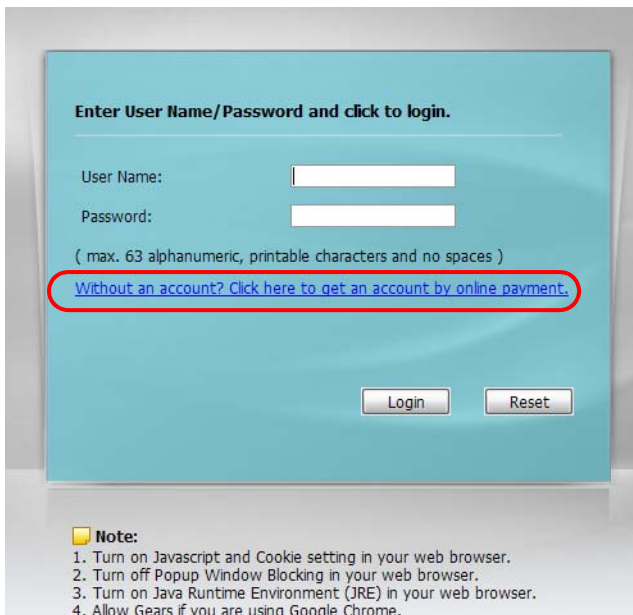 Enter User Name/Password and click to login.
User Name:
Password:
( max. 63 alphanumeric, printable characters and no spaces )
Without an account? Click here to get an account by online payment.
Login Reset
Note:
1. Turn on Javascript and Cookie setting in your web browser.
2. Turn off Popup Window Blocking in your web browser.
3. Turn on Java Runtime Environment (JRE) in your web browser.
4. Allow Gears if you are using Google Chrome.